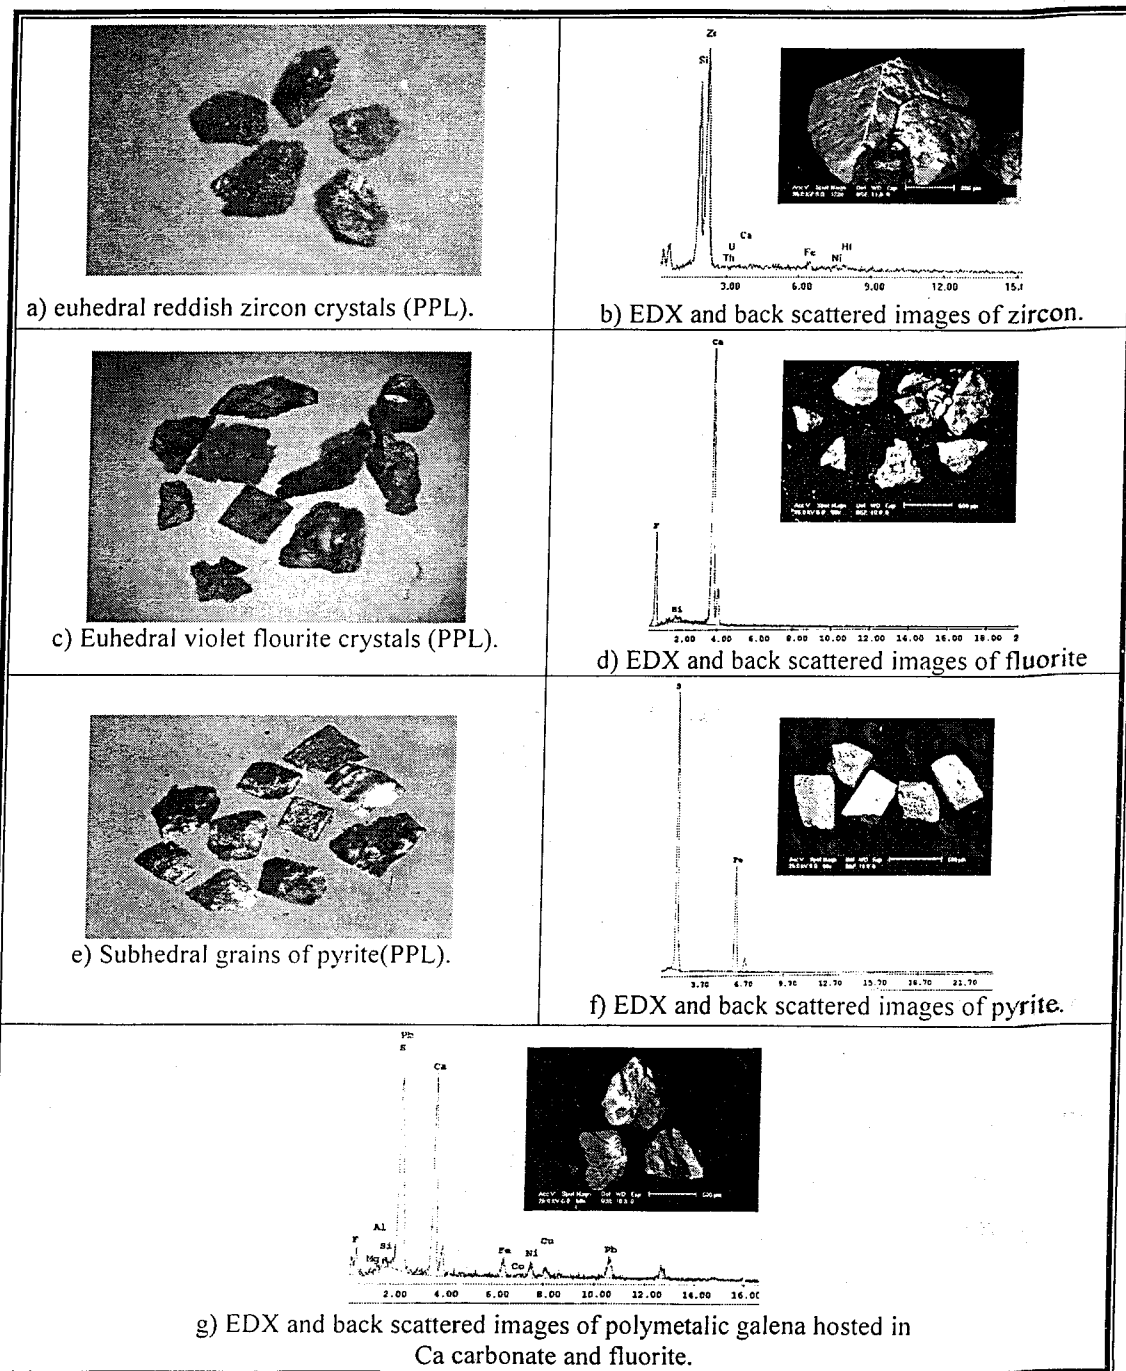 Zr
Si
Ca
U
Th
Fe
Hf
Ni
3.00 6.00 9.00 12.00
a) euhedral reddish zircon crystals (PPL).
b) EDX and back scattered images of zircon.
Ca
F
2.00 4.00 6.00 8.00 10.00 12.00 14.00 16.00 18.00 2
c) Euhedral violet flourite crystals (PPL).
d) EDX and back scattered images of fluorite
S
Fe
3.70 6.70 9.70 12.70 15.70 18.70 21.70
e) Subhedral grains of pyrite(PPL).
f) EDX and back scattered images of pyrite.
Pb
S
Ca
Al
F
Si
Mg
Fe
Co
Ni
Cu
Pb
2.00 4.00 6.00 8.00 10.00 12.00 14.00
g) EDX and back scattered images of polymetalic galena hosted in
Ca carbonate and fluorite.